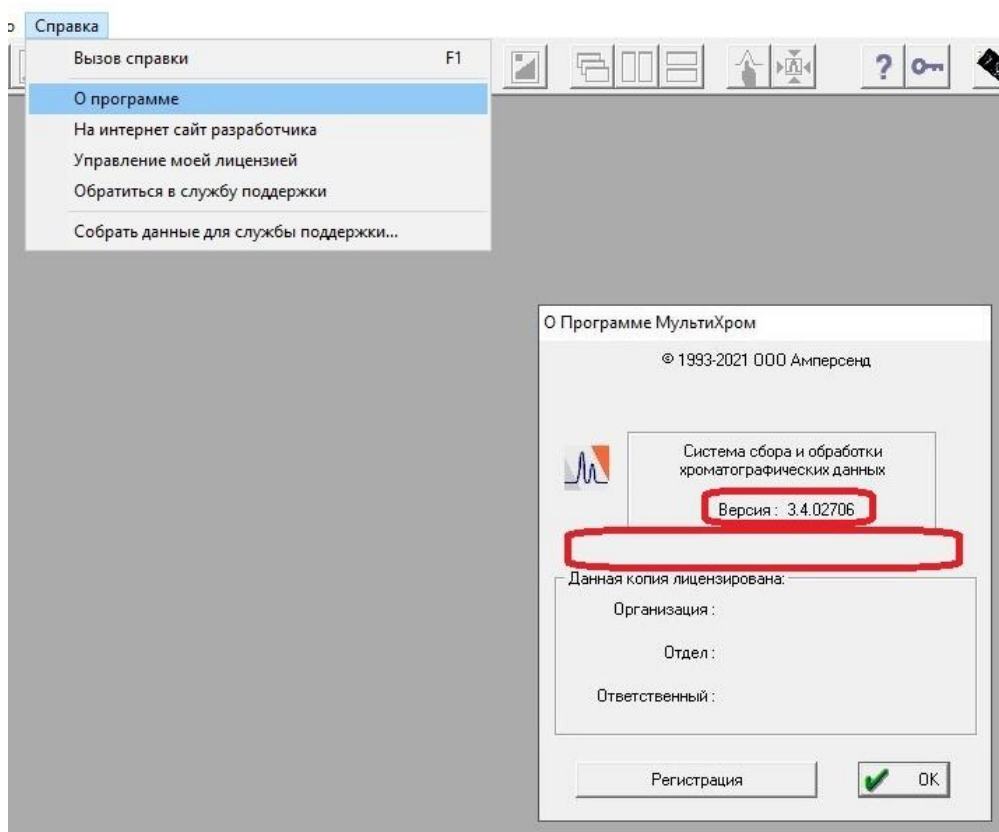 о Справка
Вызов справки F1
О программе
На интернет сайт разработчика
Управление моей лицензией
Обратиться в службу поддержки
Собрать данные для службы поддержки...
?
О Программе МультиХром
© 1993-2021 ООО Амперсенд
Система сбора и обработки
хроматографических данных
Версия : 3.4.02706
Данная копия лицензирована:
Организация :
Отдел :
Ответственный :
Регистрация OK